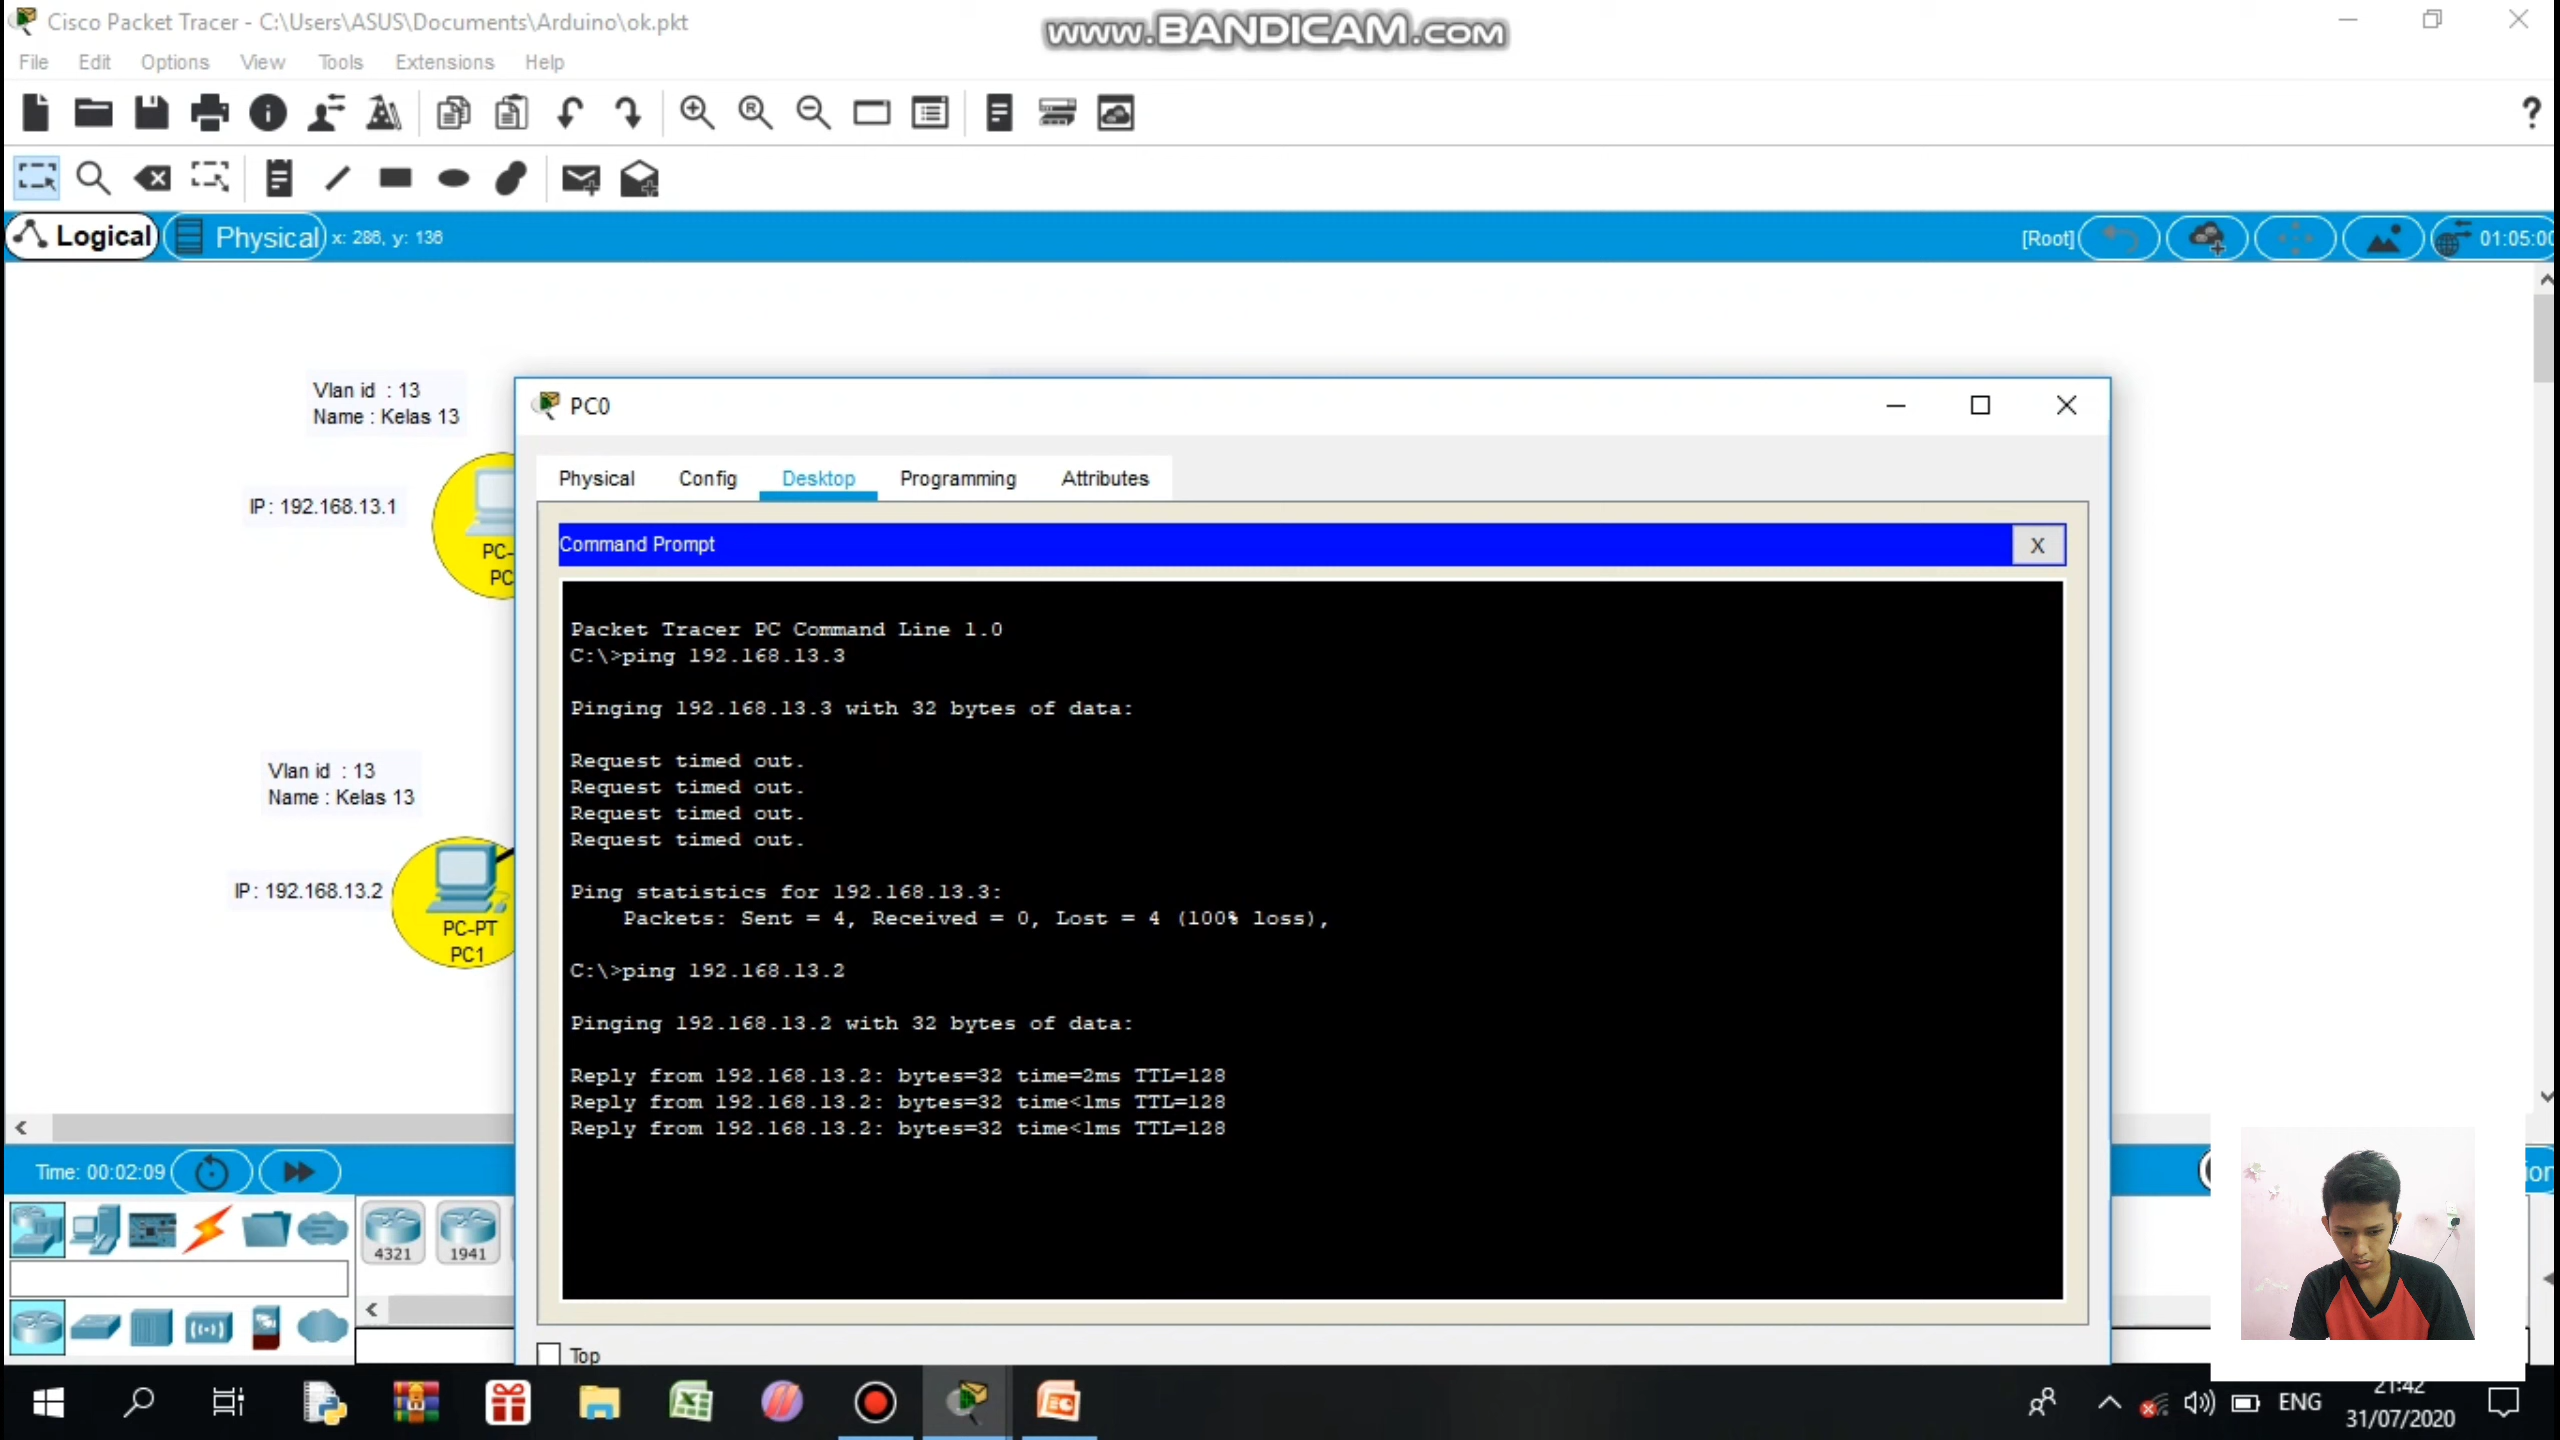 Cisco Packet Tracer - C:\Users\ASUS\Documents\Arduino\ok.pkt
www.BANDICAM.com
File Edit Options View Tools Extensions Help
Logical Physical x: 286, y: 136 [Root] 01:05:00
Vlan id : 13
Name : Kelas 13
IP : 192.168.13.1
PC-
PC
Vlan id : 13
Name : Kelas 13
IP : 192.168.13.2
PC-PT
PC1
PC0
Physical Config Desktop Programming Attributes
Command Prompt X
Packet Tracer PC Command Line 1.0
C:\>ping 192.168.13.3
Pinging 192.168.13.3 with 32 bytes of data:
Request timed out.
Request timed out.
Request timed out.
Request timed out.
Ping statistics for 192.168.13.3:
Packets: Sent = 4, Received = 0, Lost = 4 (100% loss),
C:\>ping 192.168.13.2
Pinging 192.168.13.2 with 32 bytes of data:
Reply from 192.168.13.2: bytes=32 time=2ms TTL=128
Reply from 192.168.13.2: bytes=32 time<1ms TTL=128
Reply from 192.168.13.2: bytes=32 time<1ms TTL=128
Top
Time: 00:02:09
4321 1941
ENG
21:42
31/07/2020